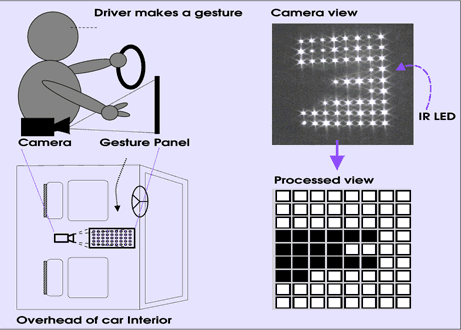 Driver makes a gesture
Camera view
IR LED
Camera
Gesture Panel
Processed view
Overhead of car Interior